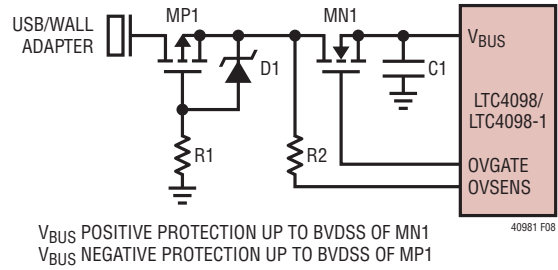 USB/WALL
ADAPTER
MP1
MN1
D1
C1
R1
R2
VBUS
LTC4098/
LTC4098-1
OVGATE
OVSENS
40981 F08
VBUS POSITIVE PROTECTION UP TO BVDSS OF MN1
VBUS NEGATIVE PROTECTION UP TO BVDSS OF MP1